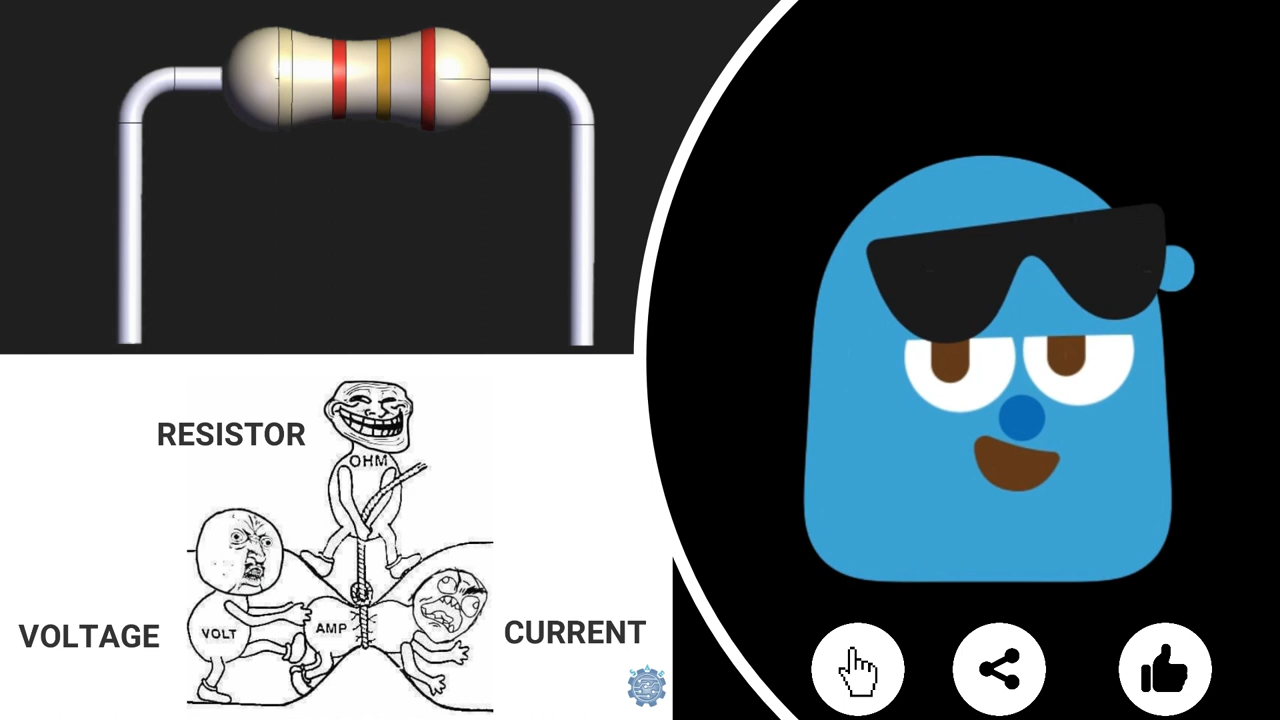 RESISTOR
OHM
VOLTAGE
VOLT
AMP
CURRENT